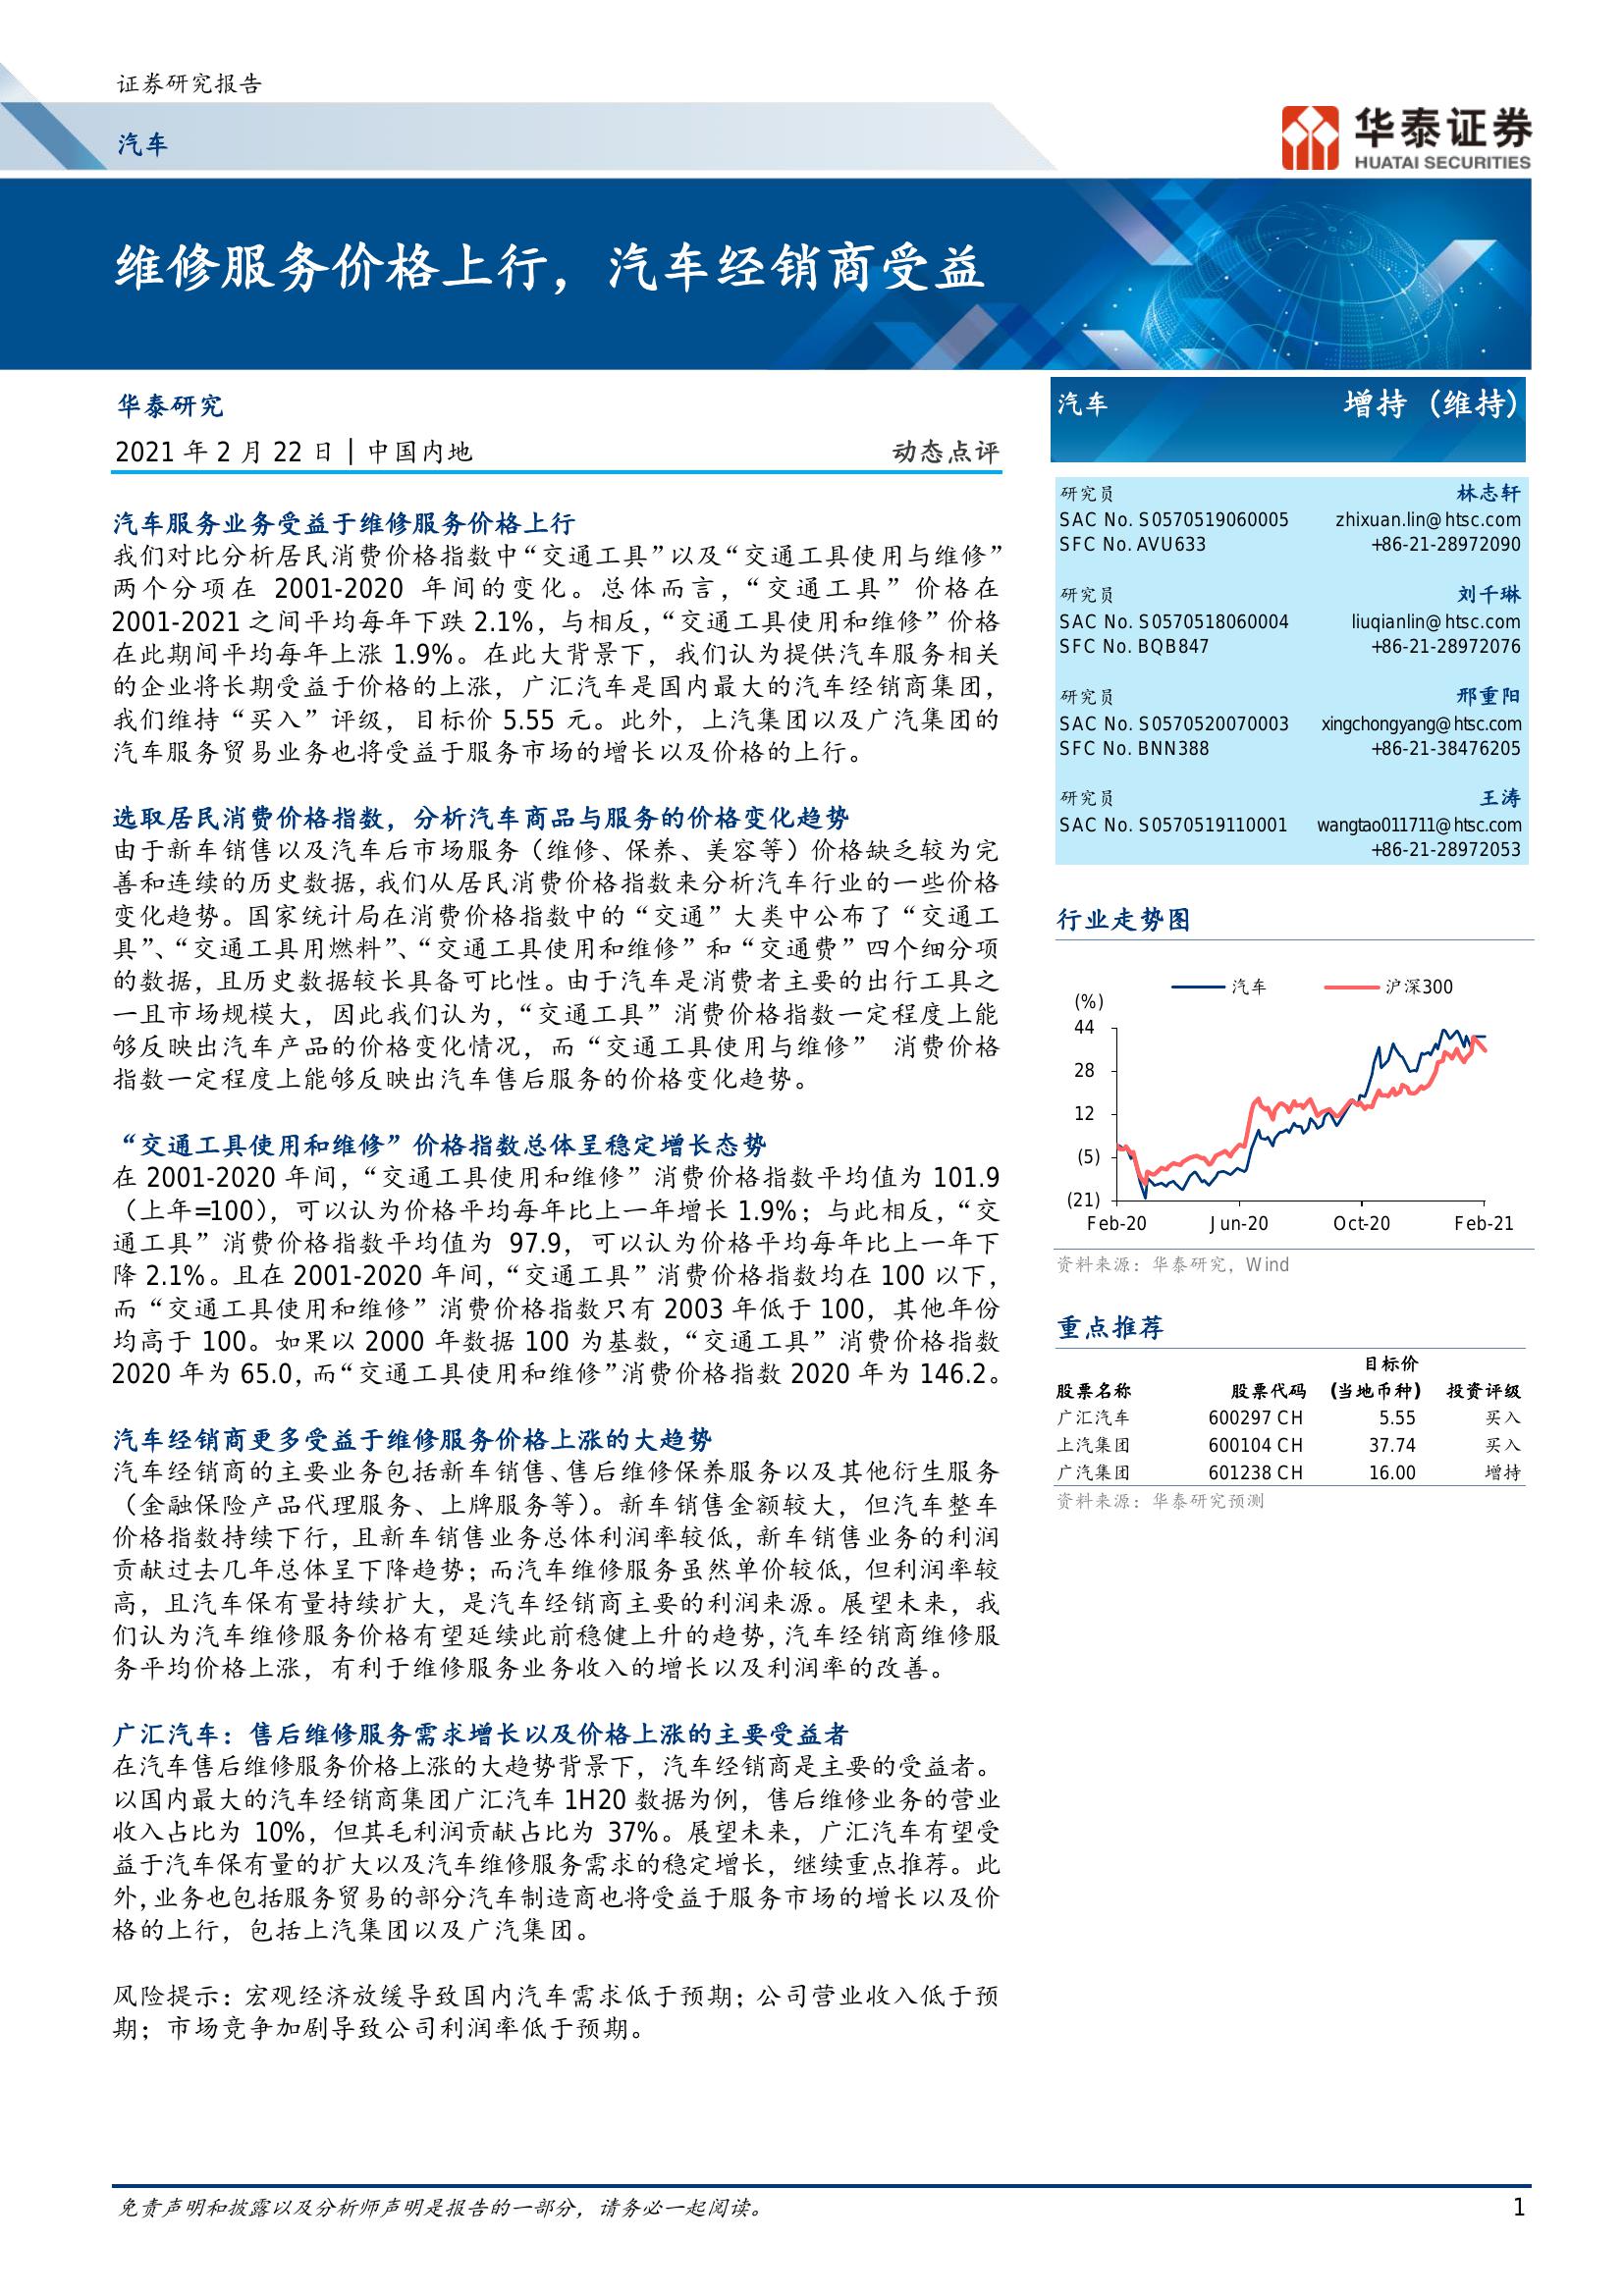 证券研究报告
汽车
华泰证券
HUATAI SECURITIES
维修服务价格上行，汽车经销商受益
华泰研究
2021 年 2 月 22 日│中国内地
动态点评
汽车服务业务受益于维修服务价格上行
我们对比分析居民消费价格指数中“交通工具”以及“交通工具使用与维修”
两个分项在 2001-2020 年间的变化。总体而言，“交通工具”价格在
2001-2021 之间平均每年下跌 2.1%，与相反，“交通工具使用和维修”价格
在此期间平均每年上涨 1.9%。在此大背景下，我们认为提供汽车服务相关
的企业将长期受益于价格的上涨，广汇汽车是国内最大的汽车经销商集团，
我们维持“买入”评级，目标价 5.55 元。此外，上汽集团以及广汽集团的
汽车服务贸易业务也将受益于服务市场的增长以及价格的上行。
选取居民消费价格指数，分析汽车商品与服务的价格变化趋势
由于新车销售以及汽车后市场服务（维修、保养、美容等）价格缺乏较为完
善和连续的历史数据，我们从居民消费价格指数来分析汽车行业的一些价格
变化趋势。国家统计局在消费价格指数中的“交通”大类中公布了“交通工
具”、“交通工具用燃料”、“交通工具使用和维修”和“交通费”四个细分项
的数据，且历史数据较长具备可比性。由于汽车是消费者主要的出行工具之
一且市场规模大，因此我们认为，“交通工具”消费价格指数一定程度上能
够反映出汽车产品的价格变化情况，而“交通工具使用与维修” 消费价格
指数一定程度上能够反映出汽车售后服务的价格变化趋势。
“交通工具使用和维修”价格指数总体呈稳定增长态势
在 2001-2020 年间，“交通工具使用和维修”消费价格指数平均值为 101.9
（上年=100），可以认为价格平均每年比上一年增长 1.9%；与此相反，“交
通工具”消费价格指数平均值为 97.9，可以认为价格平均每年比上一年下
降 2.1%。且在 2001-2020 年间，“交通工具”消费价格指数均在 100 以下，
而“交通工具使用和维修”消费价格指数只有 2003 年低于 100，其他年份
均高于 100。如果以 2000 年数据 100 为基数，“交通工具”消费价格指数
2020 年为 65.0，而“交通工具使用和维修”消费价格指数 2020 年为 146.2。
汽车经销商更多受益于维修服务价格上涨的大趋势
汽车经销商的主要业务包括新车销售、售后维修保养服务以及其他衍生服务
（金融保险产品代理服务、上牌服务等）。新车销售金额较大，但汽车整车
价格指数持续下行，且新车销售业务总体利润率较低，新车销售业务的利润
贡献过去几年总体呈下降趋势；而汽车维修服务虽然单价较低，但利润率较
高，且汽车保有量持续扩大，是汽车经销商主要的利润来源。展望未来，我
们认为汽车维修服务价格有望延续此前稳健上升的趋势，汽车经销商维修服
务平均价格上涨，有利于维修服务业务收入的增长以及利润率的改善。
广汇汽车：售后维修服务需求增长以及价格上涨的主要受益者
在汽车售后维修服务价格上涨的大趋势背景下，汽车经销商是主要的受益者。
以国内最大的汽车经销商集团广汇汽车 1H20 数据为例，售后维修业务的营业
收入占比为 10%，但其毛利润贡献占比为 37%。展望未来，广汇汽车有望受
益于汽车保有量的扩大以及汽车维修服务需求的稳定增长，继续重点推荐。此
外，业务也包括服务贸易的部分汽车制造商也将受益于服务市场的增长以及价
格的上行，包括上汽集团以及广汽集团。
风险提示：宏观经济放缓导致国内汽车需求低于预期；公司营业收入低于预
期；市场竞争加剧导致公司利润率低于预期。
汽车 增持 (维持)
研究员 林志轩
SAC No. S0570519060005 zhixuan.lin@htsc.com
SFC No. AVU633 +86-21-28972090
研究员 刘千琳
SAC No. S0570518060004 liuqianlin@htsc.com
SFC No. BQB847 +86-21-28972076
研究员 邢重阳
SAC No. S0570520070003 xingchongyang@htsc.com
SFC No. BNN388 +86-21-38476205
研究员 王涛
SAC No. S0570519110001 wangtao011711@htsc.com
+86-21-28972053
行业走势图
汽车 沪深300
(%)
44
28
12
(5)
(21)
Feb-20 Jun-20 Oct-20 Feb-21
资料来源：华泰研究，Wind
重点推荐
目标价
股票名称 股票代码 (当地币种) 投资评级
广汇汽车 600297 CH 5.55 买入
上汽集团 600104 CH 37.74 买入
广汽集团 601238 CH 16.00 增持
资料来源：华泰研究预测
免责声明和披露以及分析师声明是报告的一部分，请务必一起阅读。
1